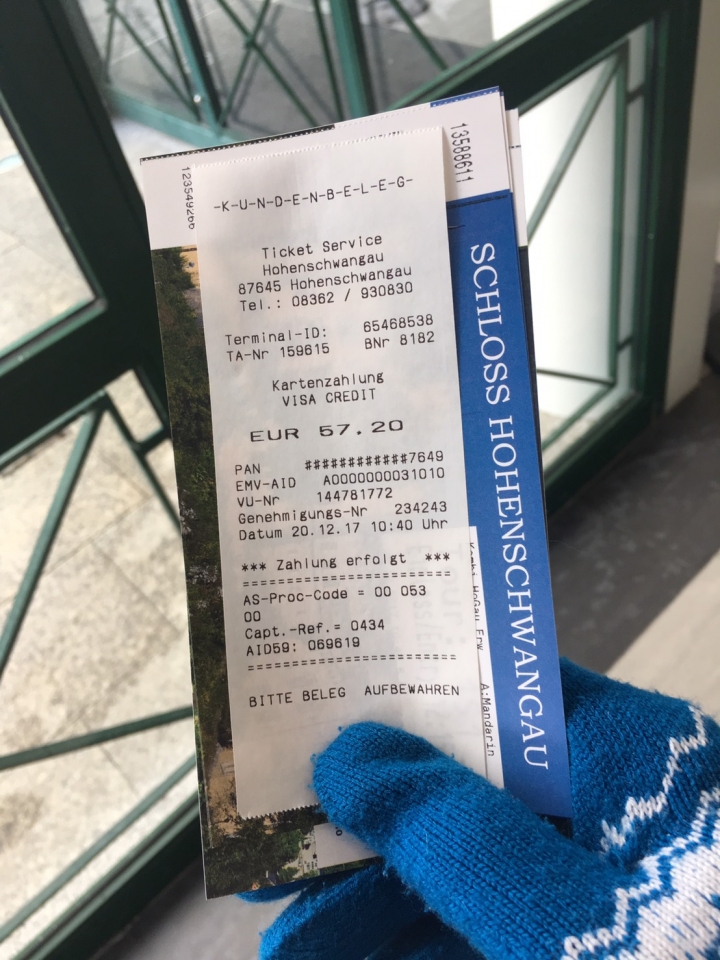 -K-U-N-D-E-N-B-E-L-E-G-
Ticket Service
Hohenschwangau
87645 Hohenschwangau
Tel.: 08362 / 930830
Terminal-ID: 65468538
TA-Nr 159615 BNr 8182
Kartenzahlung
VISA CREDIT
EUR 57.20
PAN ############7649
EMV-AID A0000000031010
VU-Nr 144781772
Genehmigungs-Nr 234243
Datum 20.12.17 10:40 Uhr
*** Zahlung erfolgt ***
========================
AS-Proc-Code = 00 053
00
Capt.-Ref.= 0434
AID59: 069619
========================
BITTE BELEG AUFBEWAHREN
13588611
SCHLOSS HOHENSCHWANGAU
Kombi HoGau Erw
A:Mandarin